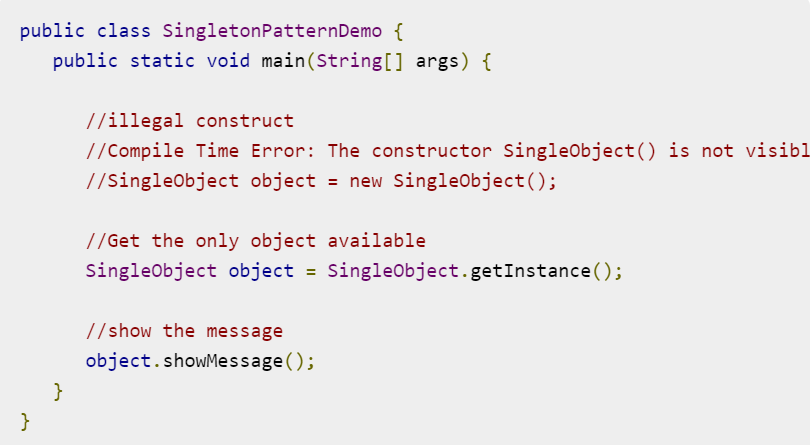 public class SingletonPatternDemo {
   public static void main(String[] args) {

      //illegal construct
      //Compile Time Error: The constructor SingleObject() is not visibl
      //SingleObject object = new SingleObject();

      //Get the only object available
      SingleObject object = SingleObject.getInstance();

      //show the message
      object.showMessage();
   }
}